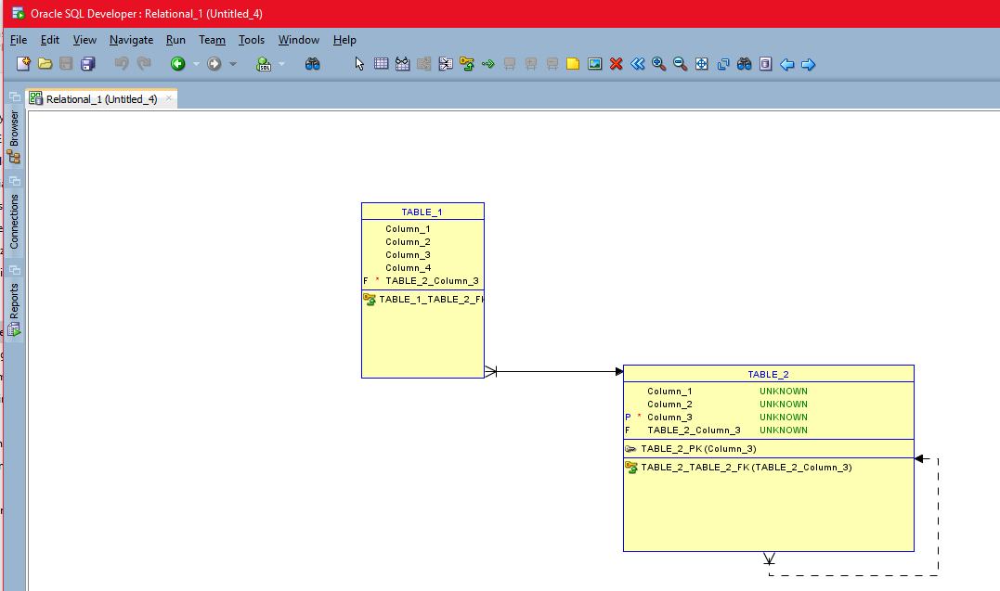 Oracle SQL Developer : Relational_1 (Untitled_4)
File Edit View Navigate Run Team Tools Window Help
SQL
Relational_1 (Untitled_4)
Browser
Connections
Reports
TABLE_1
Column_1
Column_2
Column_3
Column_4
F * TABLE_2_Column_3
TABLE_1_TABLE_2_FK
TABLE_2
Column_1 UNKNOWN
Column_2 UNKNOWN
P * Column_3 UNKNOWN
F TABLE_2_Column_3 UNKNOWN
TABLE_2_PK (Column_3)
TABLE_2_TABLE_2_FK (TABLE_2_Column_3)